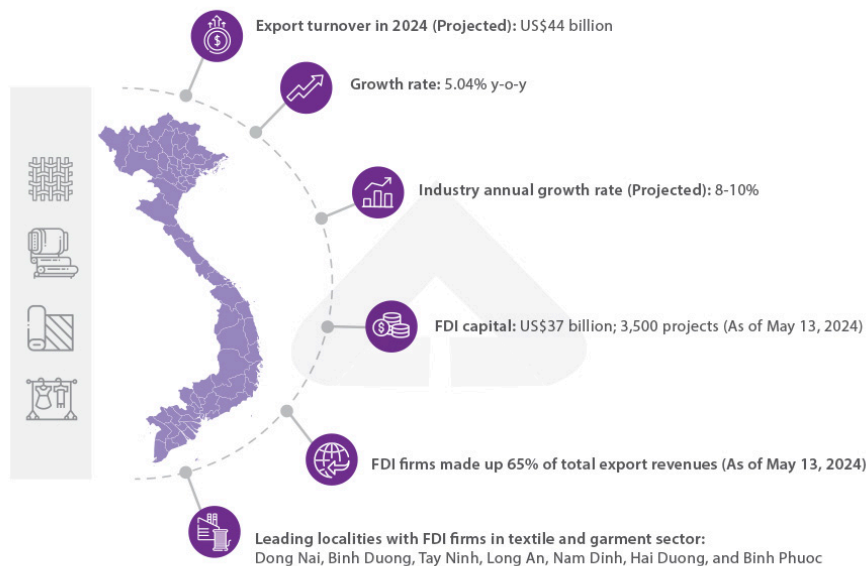 Export turnover in 2024 (Projected): US$44 billion
Growth rate: 5.04% y-o-y
Industry annual growth rate (Projected): 8-10%
FDI capital: US$37 billion; 3,500 projects (As of May 13, 2024)
FDI firms made up 65% of total export revenues (As of May 13, 2024)
Leading localities with FDI firms in textile and garment sector:
Dong Nai, Binh Duong, Tay Ninh, Long An, Nam Dinh, Hai Duong, and Binh Phuoc